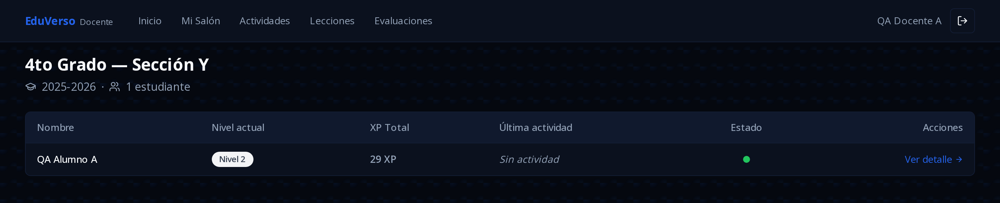 EduVerso Docente Inicio Mi Salón Actividades Lecciones Evaluaciones QA Docente A
4to Grado — Sección Y
2025-2026 · 1 estudiante
Nombre Nivel actual XP Total Última actividad Estado Acciones
QA Alumno A Nivel 2 29 XP Sin actividad Ver detalle →